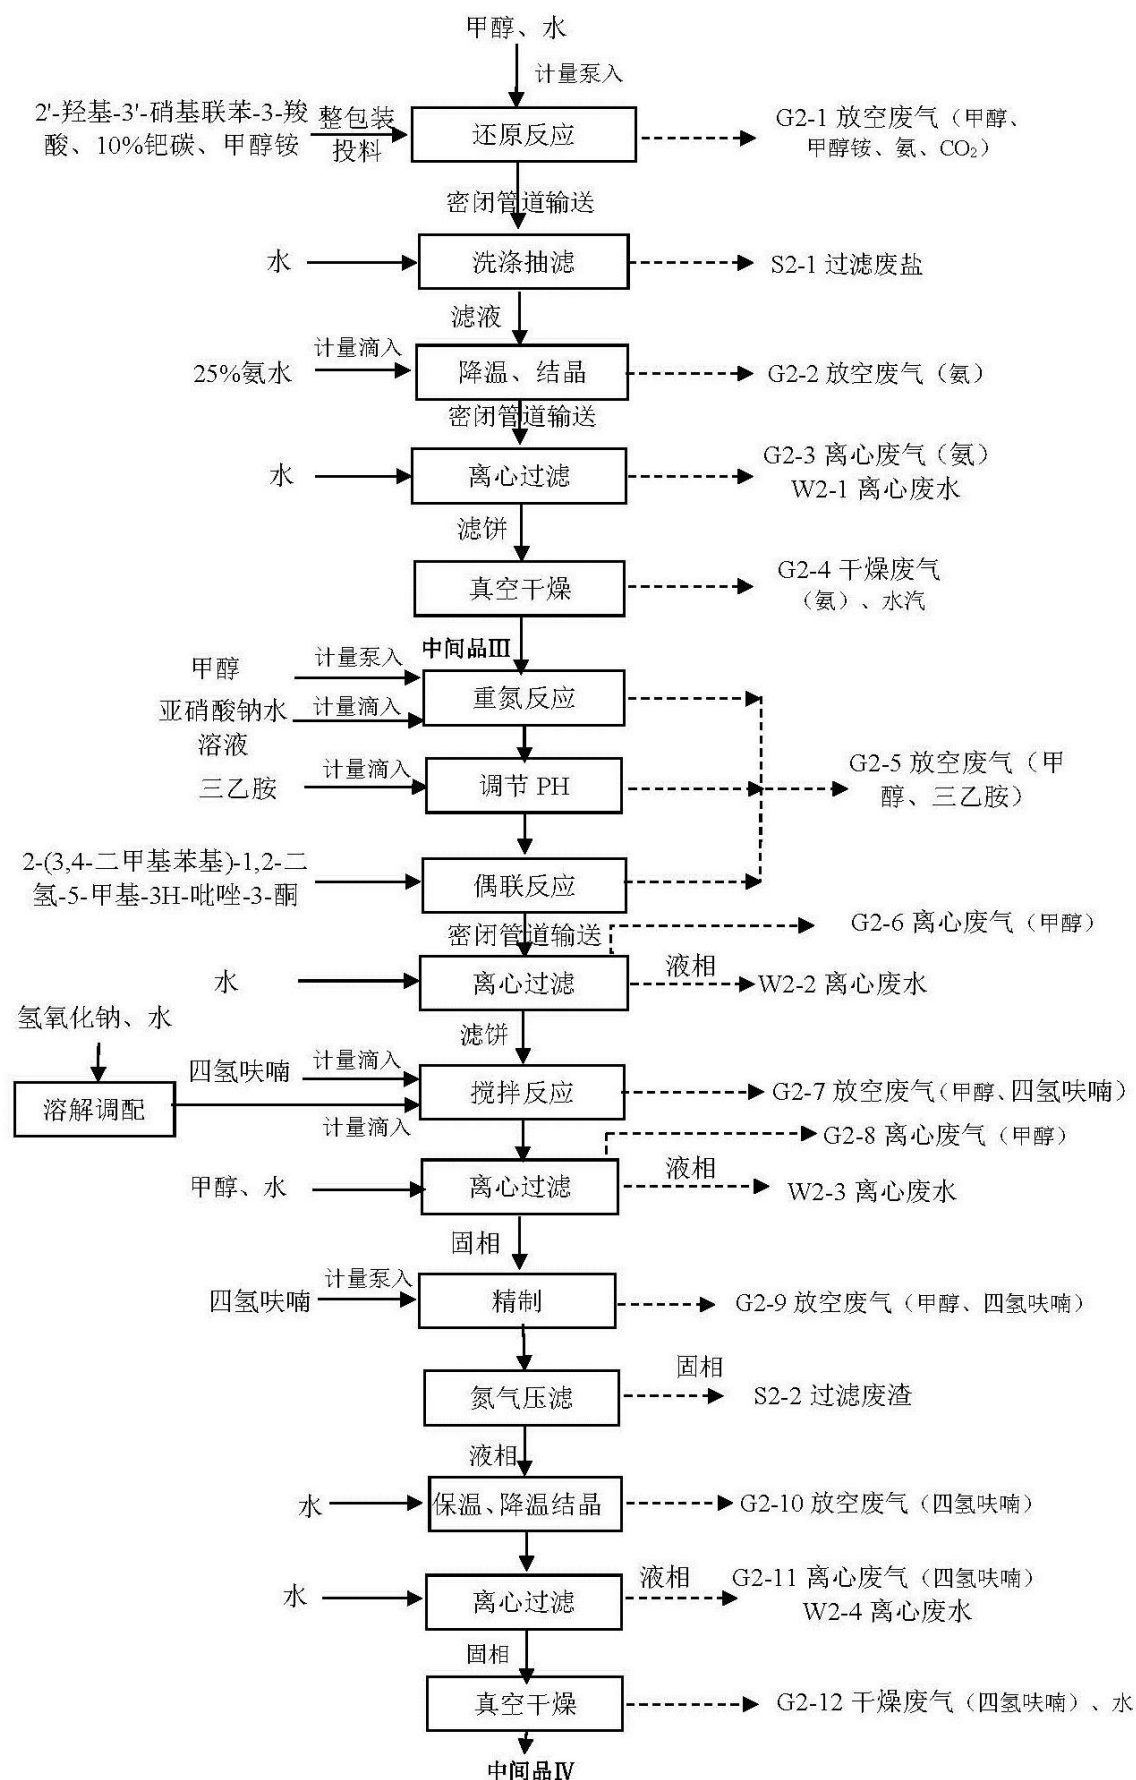 甲醇、水
计量泵入
2'-羟基-3'-硝基联苯-3-羧
酸、10%钯碳、甲醇铵
整包装
投料
还原反应
G2-1 放空废气（甲醇、
甲醇铵、氨、CO₂）
密闭管道输送
水
洗涤抽滤
S2-1 过滤废盐
滤液
25%氨水
计量滴入
降温、结晶
G2-2 放空废气（氨）
密闭管道输送
水
离心过滤
G2-3 离心废气（氨）
W2-1 离心废水
滤饼
真空干燥
G2-4 干燥废气
（氨）、水汽
中间品Ⅲ
甲醇
计量泵入
重氮反应
亚硝酸钠水
溶液
计量滴入
三乙胺
计量滴入
调节 PH
G2-5 放空废气（甲
醇、三乙胺）
2-(3,4-二甲基苯基)-1,2-二
氢-5-甲基-3H-吡唑-3-酮
偶联反应
密闭管道输送
G2-6 离心废气（甲醇）
水
离心过滤
液相
W2-2 离心废水
氢氧化钠、水
滤饼
溶解调配
四氢呋喃
计量滴入
计量滴入
搅拌反应
G2-7 放空废气(甲醇、四氢呋喃）
G2-8 离心废气（甲醇）
甲醇、水
离心过滤
液相
W2-3 离心废水
固相
四氢呋喃
计量泵入
精制
G2-9 放空废气（甲醇、四氢呋喃）
氮气压滤
固相
S2-2 过滤废渣
液相
水
保温、降温结晶
G2-10 放空废气（四氢呋喃）
水
离心过滤
液相
G2-11 离心废气（四氢呋喃）
W2-4 离心废水
固相
真空干燥
G2-12 干燥废气（四氢呋喃）、水
中间品Ⅳ